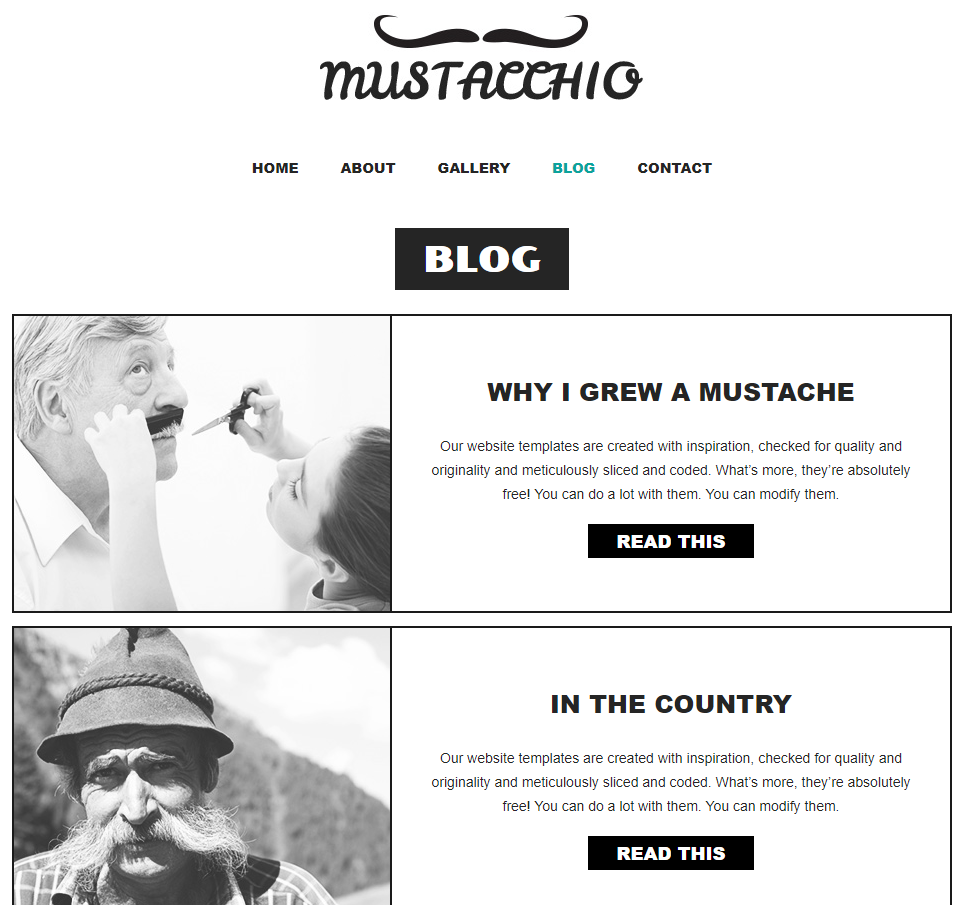 MUSTACCHIO
HOME ABOUT GALLERY BLOG CONTACT
BLOG
WHY I GREW A MUSTACHE
Our website templates are created with inspiration, checked for quality and
originality and meticulously sliced and coded. What’s more, they’re absolutely
free! You can do a lot with them. You can modify them.
READ THIS
IN THE COUNTRY
Our website templates are created with inspiration, checked for quality and
originality and meticulously sliced and coded. What’s more, they’re absolutely
free! You can do a lot with them. You can modify them.
READ THIS